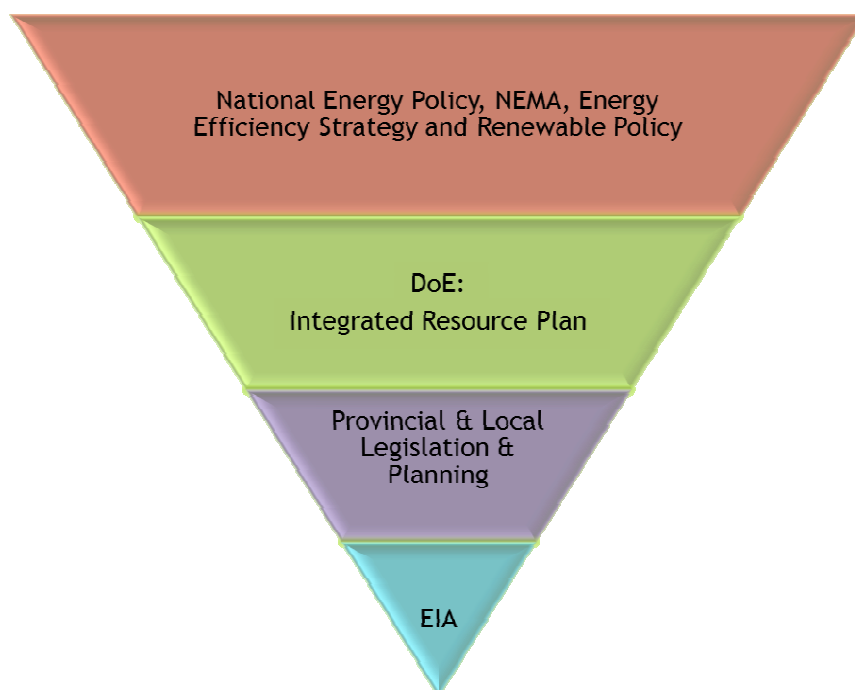 National Energy Policy, NEMA, Energy
Efficiency Strategy and Renewable Policy
DoE:
Integrated Resource Plan
Provincial & Local
Legislation &
Planning
EIA